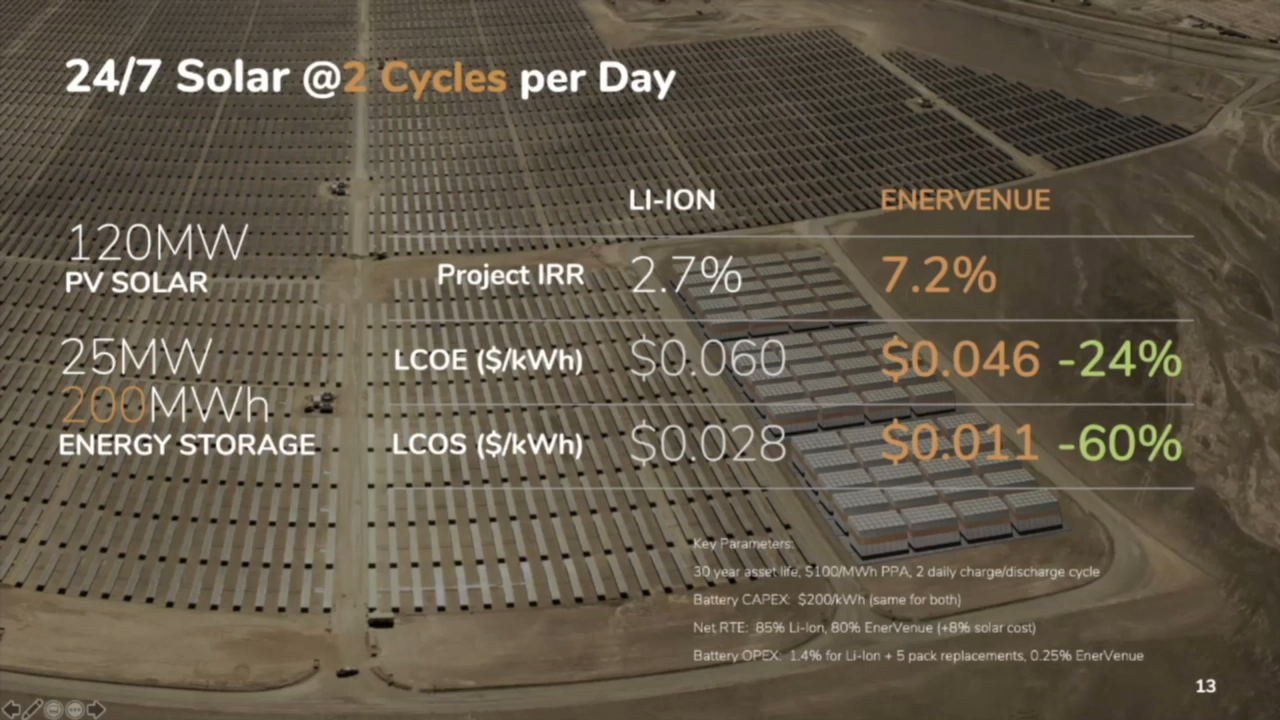 24/7 Solar @2 Cycles per Day
LI-ION ENERVENUE
120MW
PV SOLAR
Project IRR 2.7% 7.2%
25MW
200MWh
ENERGY STORAGE
LCOE ($/kWh) $0.060 $0.046 -24%
LCOS ($/kWh) $0.028 $0.011 -60%
Key Parameters:
30 year asset life, $100/MWh PPA, 2 daily charge/discharge cycle
Battery CAPEX: $200/kWh (same for both)
Net RTE: 85% Li-Ion, 80% EnerVenue (+8% solar cost)
Battery OPEX: 1.4% for Li-Ion + 5 pack replacements, 0.25% EnerVenue
13